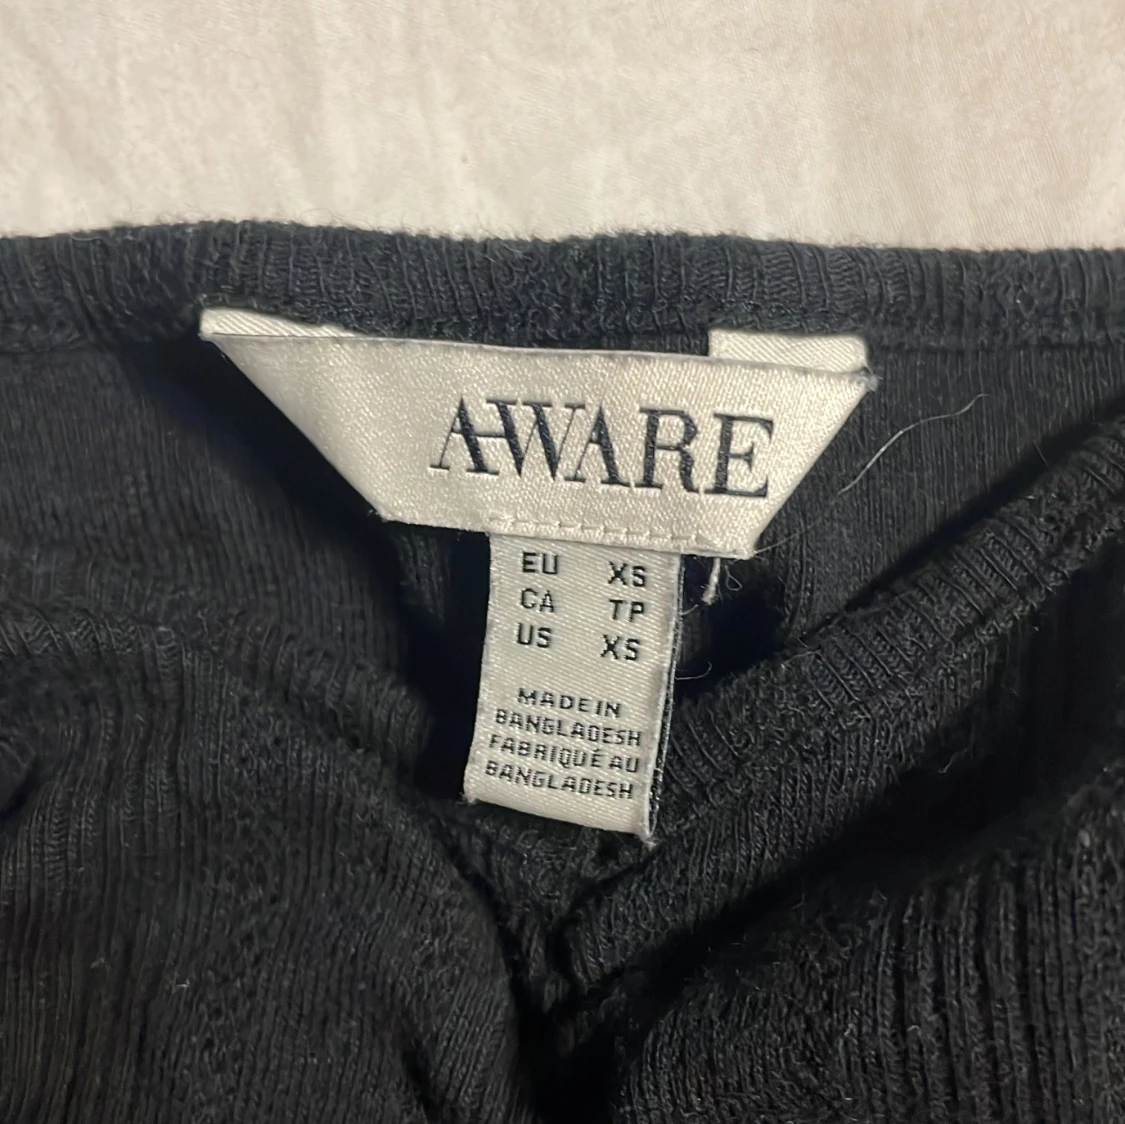 AWARE
EU XS
CA TP
US XS
MADE IN
BANGLADESH
FABRIQUÉ AU
BANGLADESH